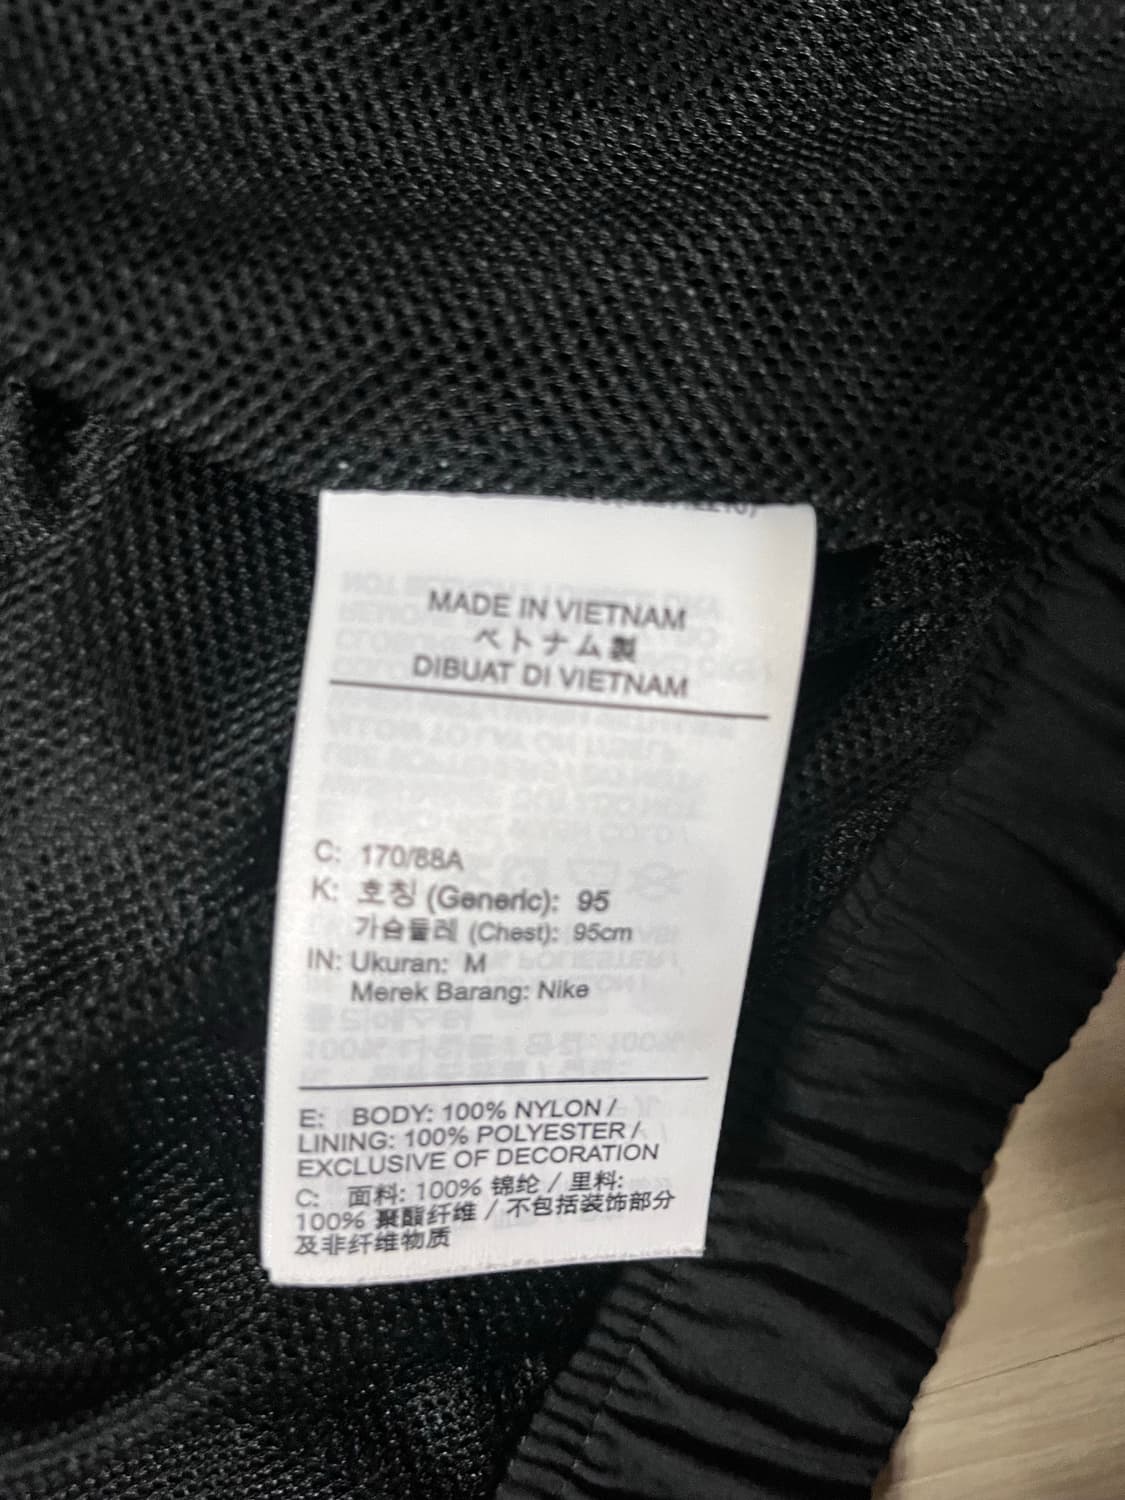 MADE IN VIETNAM
ベトナム製
DIBUAT DI VIETNAM
C: 170/88A
K: 호칭 (Generic): 95
가슴둘레 (Chest): 95cm
IN: Ukuran: M
Merek Barang: Nike
E: BODY: 100% NYLON /
LINING: 100% POLYESTER /
EXCLUSIVE OF DECORATION
C: 面料: 100% 锦纶 / 里料:
100% 聚酯纤维 / 不包括装饰部分
及非纤维物质